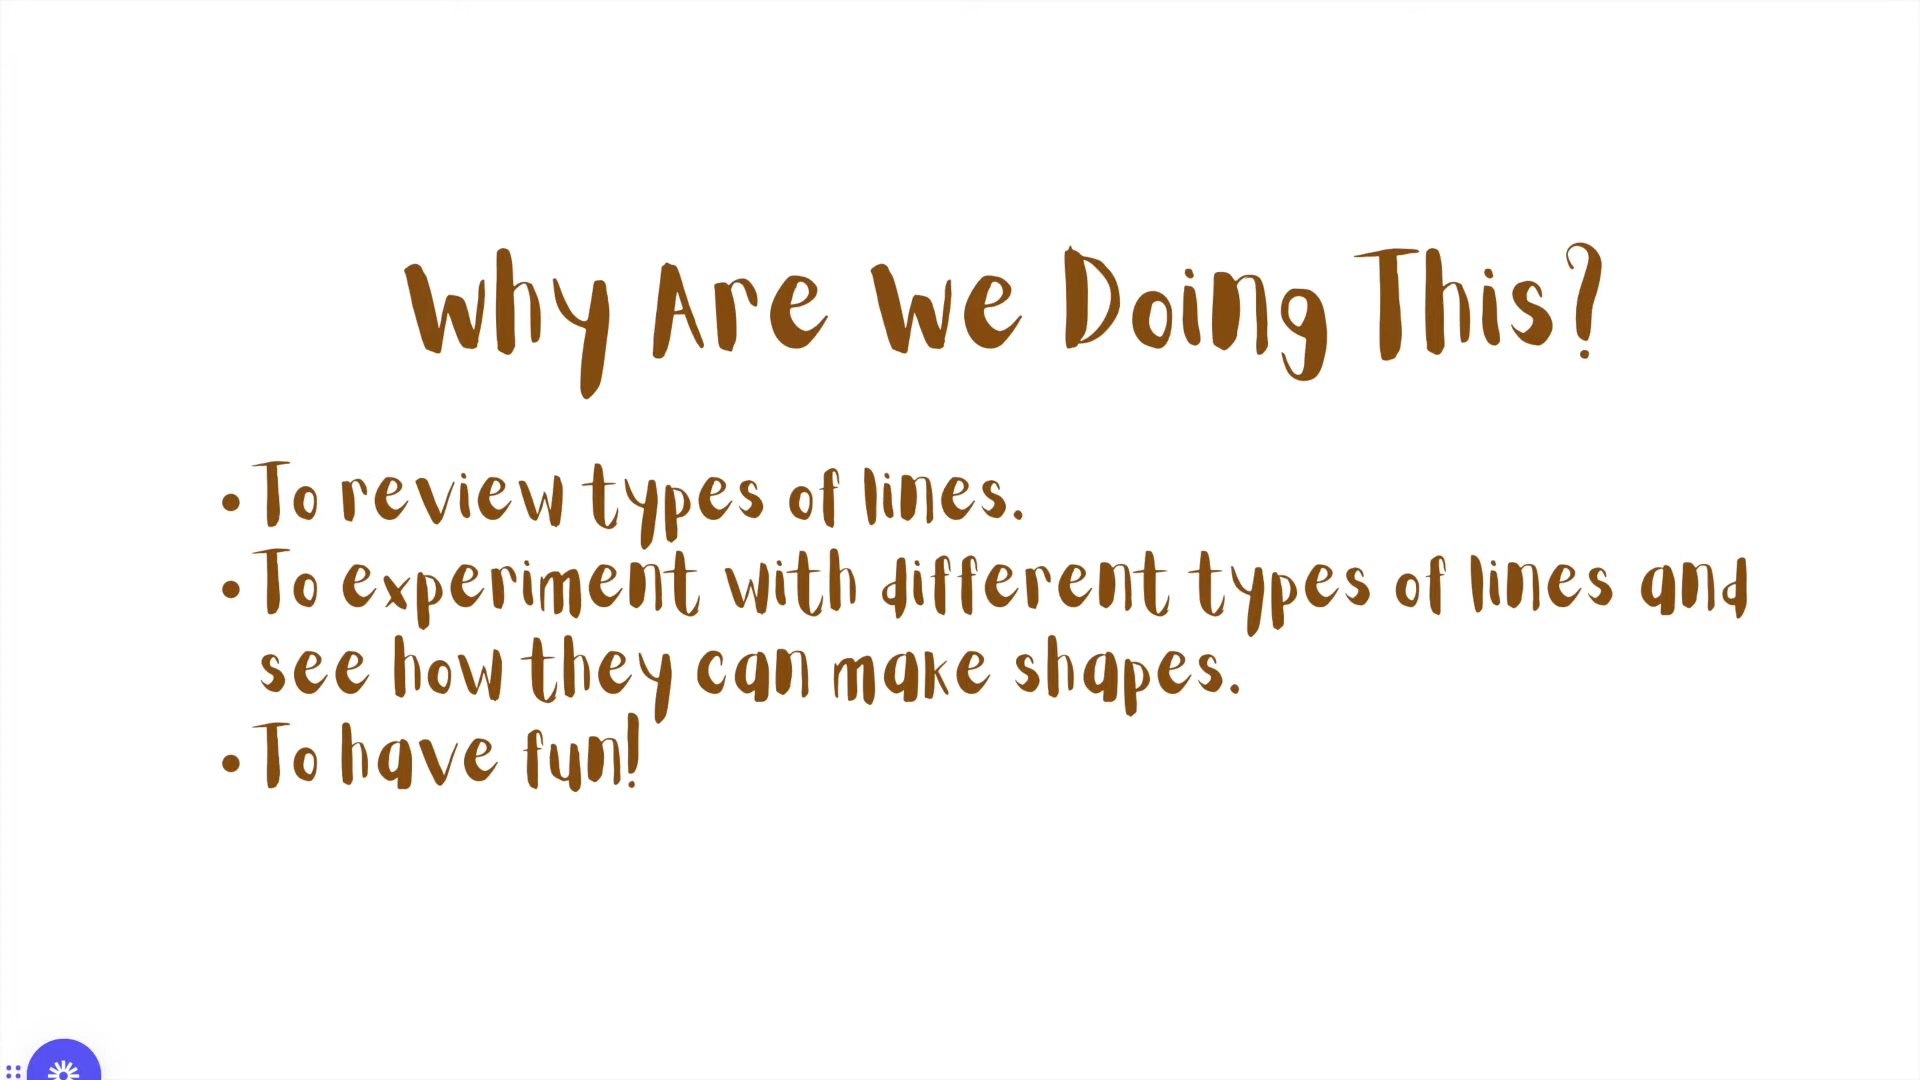 Why Are We Doing This?
• To review types of lines.
• To experiment with different types of lines and
see how they can make shapes.
• To have fun!